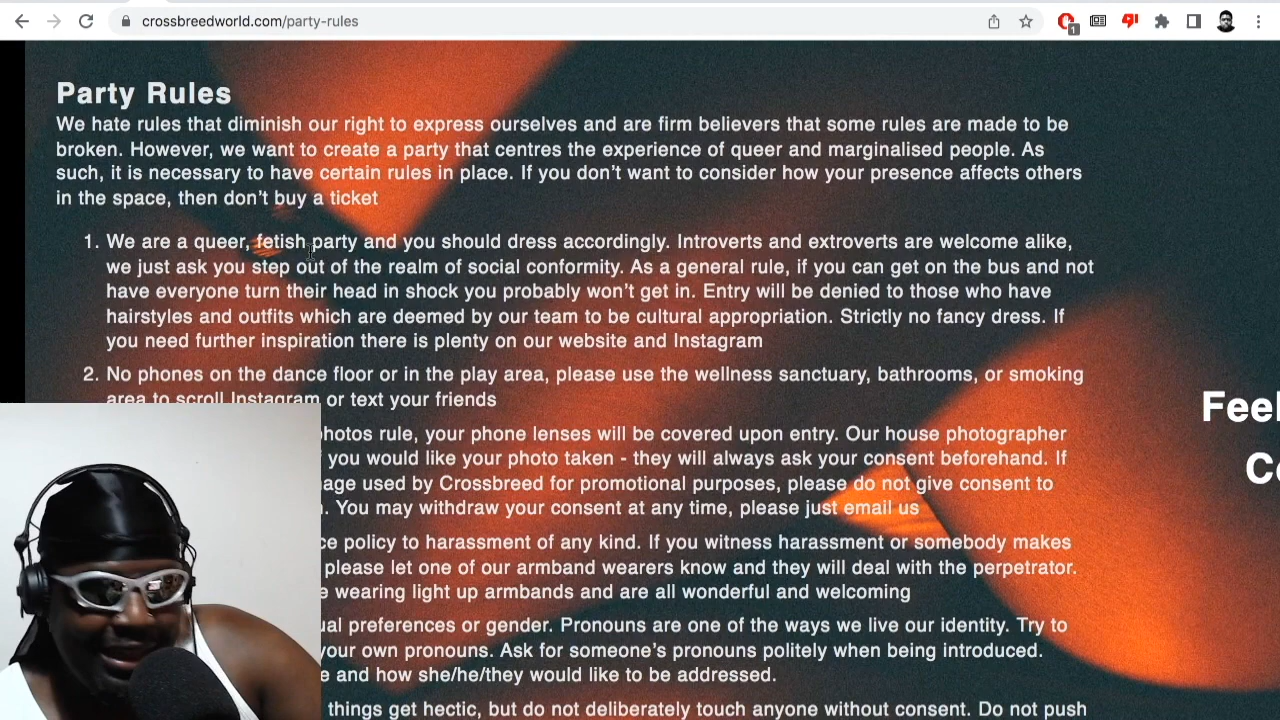 crossbreedworld.com/party-rules
1
Party Rules
We hate rules that diminish our right to express ourselves and are firm believers that some rules are made to be
broken. However, we want to create a party that centres the experience of queer and marginalised people. As
such, it is necessary to have certain rules in place. If you don’t want to consider how your presence affects others
in the space, then don’t buy a ticket
1. We are a queer, fetish party and you should dress accordingly. Introverts and extroverts are welcome alike,
we just ask you step out of the realm of social conformity. As a general rule, if you can get on the bus and not
have everyone turn their head in shock you probably won’t get in. Entry will be denied to those who have
hairstyles and outfits which are deemed by our team to be cultural appropriation. Strictly no fancy dress. If
you need further inspiration there is plenty on our website and Instagram
2. No phones on the dance floor or in the play area, please use the wellness sanctuary, bathrooms, or smoking
area to scroll Instagram or text your friends
photos rule, your phone lenses will be covered upon entry. Our house photographer
you would like your photo taken - they will always ask your consent beforehand. If
age used by Crossbreed for promotional purposes, please do not give consent to
. You may withdraw your consent at any time, please just email us
ce policy to harassment of any kind. If you witness harassment or somebody makes
please let one of our armband wearers know and they will deal with the perpetrator.
e wearing light up armbands and are all wonderful and welcoming
ual preferences or gender. Pronouns are one of the ways we live our identity. Try to
your own pronouns. Ask for someone’s pronouns politely when being introduced.
e and how she/he/they would like to be addressed.
things get hectic, but do not deliberately touch anyone without consent. Do not push
Feel
Co